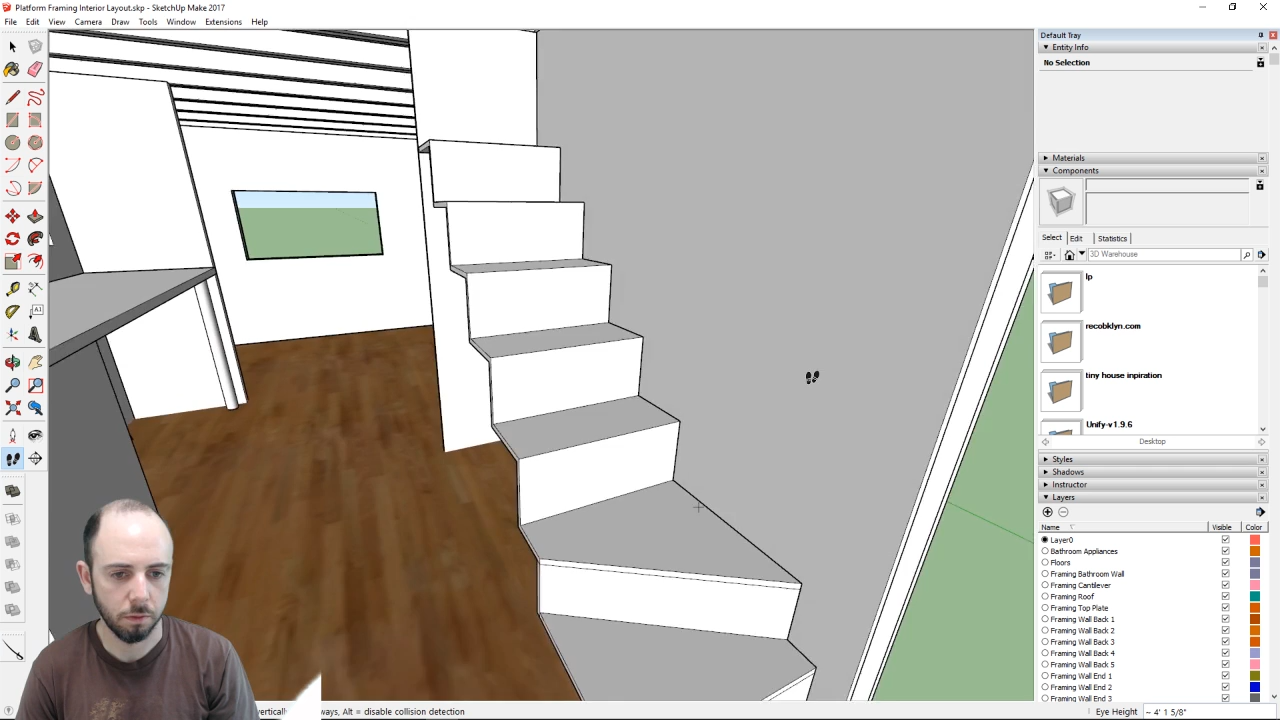 Platform Framing Interior Layout.skp - SketchUp Make 2017
File Edit View Camera Draw Tools Window Extensions Help
Default Tray
Entity Info
No Selection
Materials
Components
Select Edit Statistics
3D Warehouse
lp
recobklyn.com
tiny house inpiration
Unify-v1.9.6
Desktop
Styles
Shadows
Instructor
Layers
Name Visible Color
Layer0
Bathroom Appliances
Floors
Framing Bathroom Wall
Framing Cantilever
Framing Roof
Framing Top Plate
Framing Wall Back 1
Framing Wall Back 2
Framing Wall Back 3
Framing Wall Back 4
Framing Wall Back 5
Framing Wall End 1
Framing Wall End 2
Framing Wall End 3
Alt = disable collision detection
Eye Height ~ 4' 1 5/8"